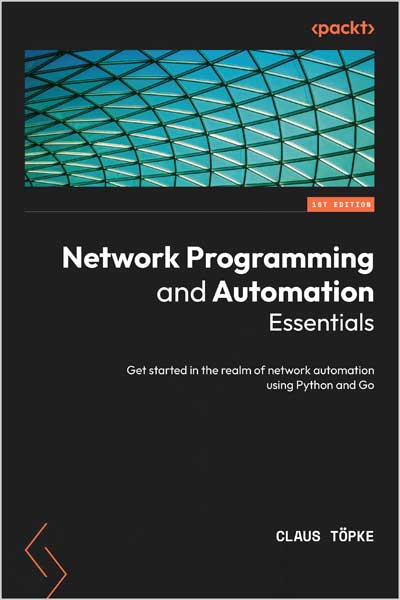 <packt>
1ST EDITION
Network Programming
and Automation
Essentials
Get started in the realm of network automation
using Python and Go
CLAUS TÖPKE